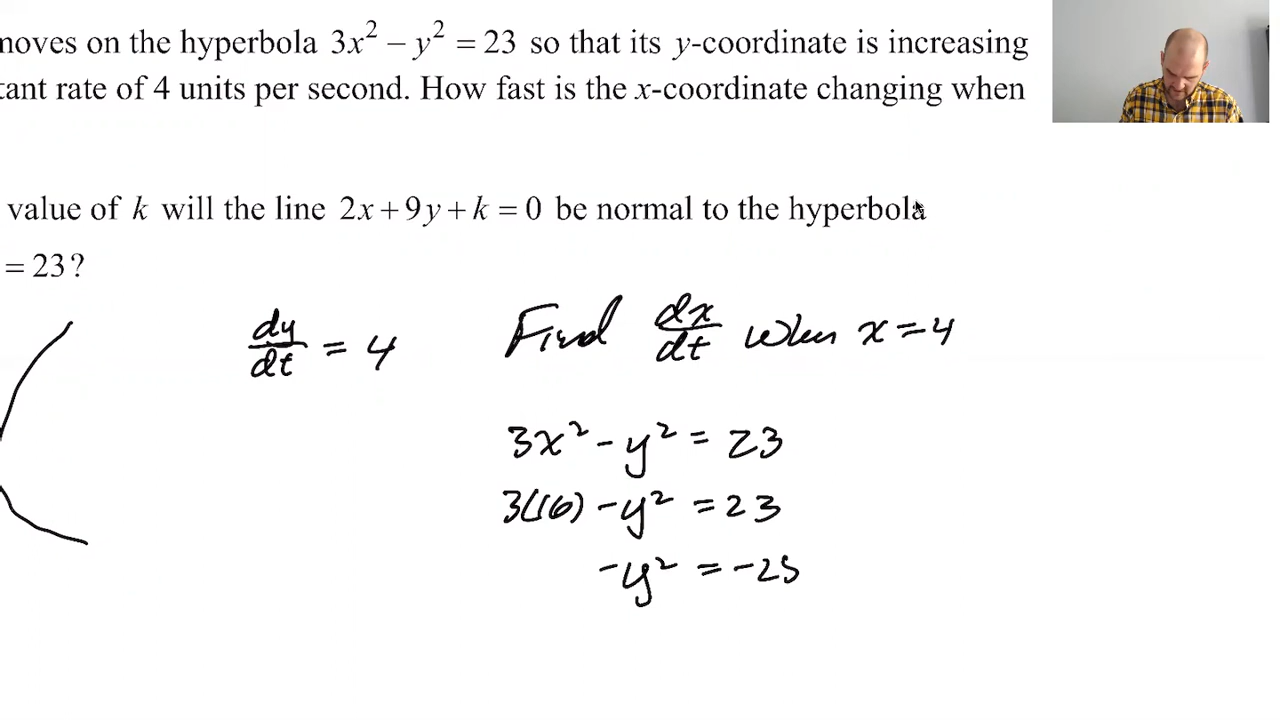 moves on the hyperbola 3x² − y² = 23 so that its y-coordinate is increasing
tant rate of 4 units per second. How fast is the x-coordinate changing when
value of k will the line 2x + 9y + k = 0 be normal to the hyperbola
= 23?
dy/dt = 4 Find dx/dt when x = 4
3x² − y² = 23
3(16) − y² = 23
−y² = −25